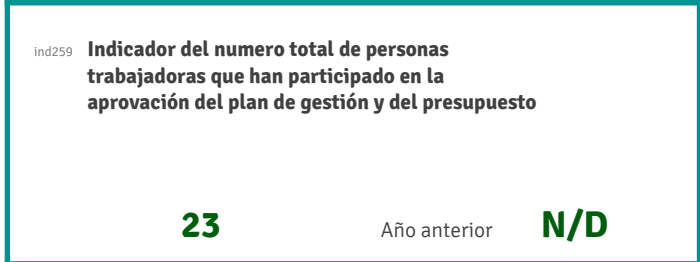 ind259 Indicador del numero total de personas
trabajadoras que han participado en la
aprovación del plan de gestión y del presupuesto
23 Año anterior N/D